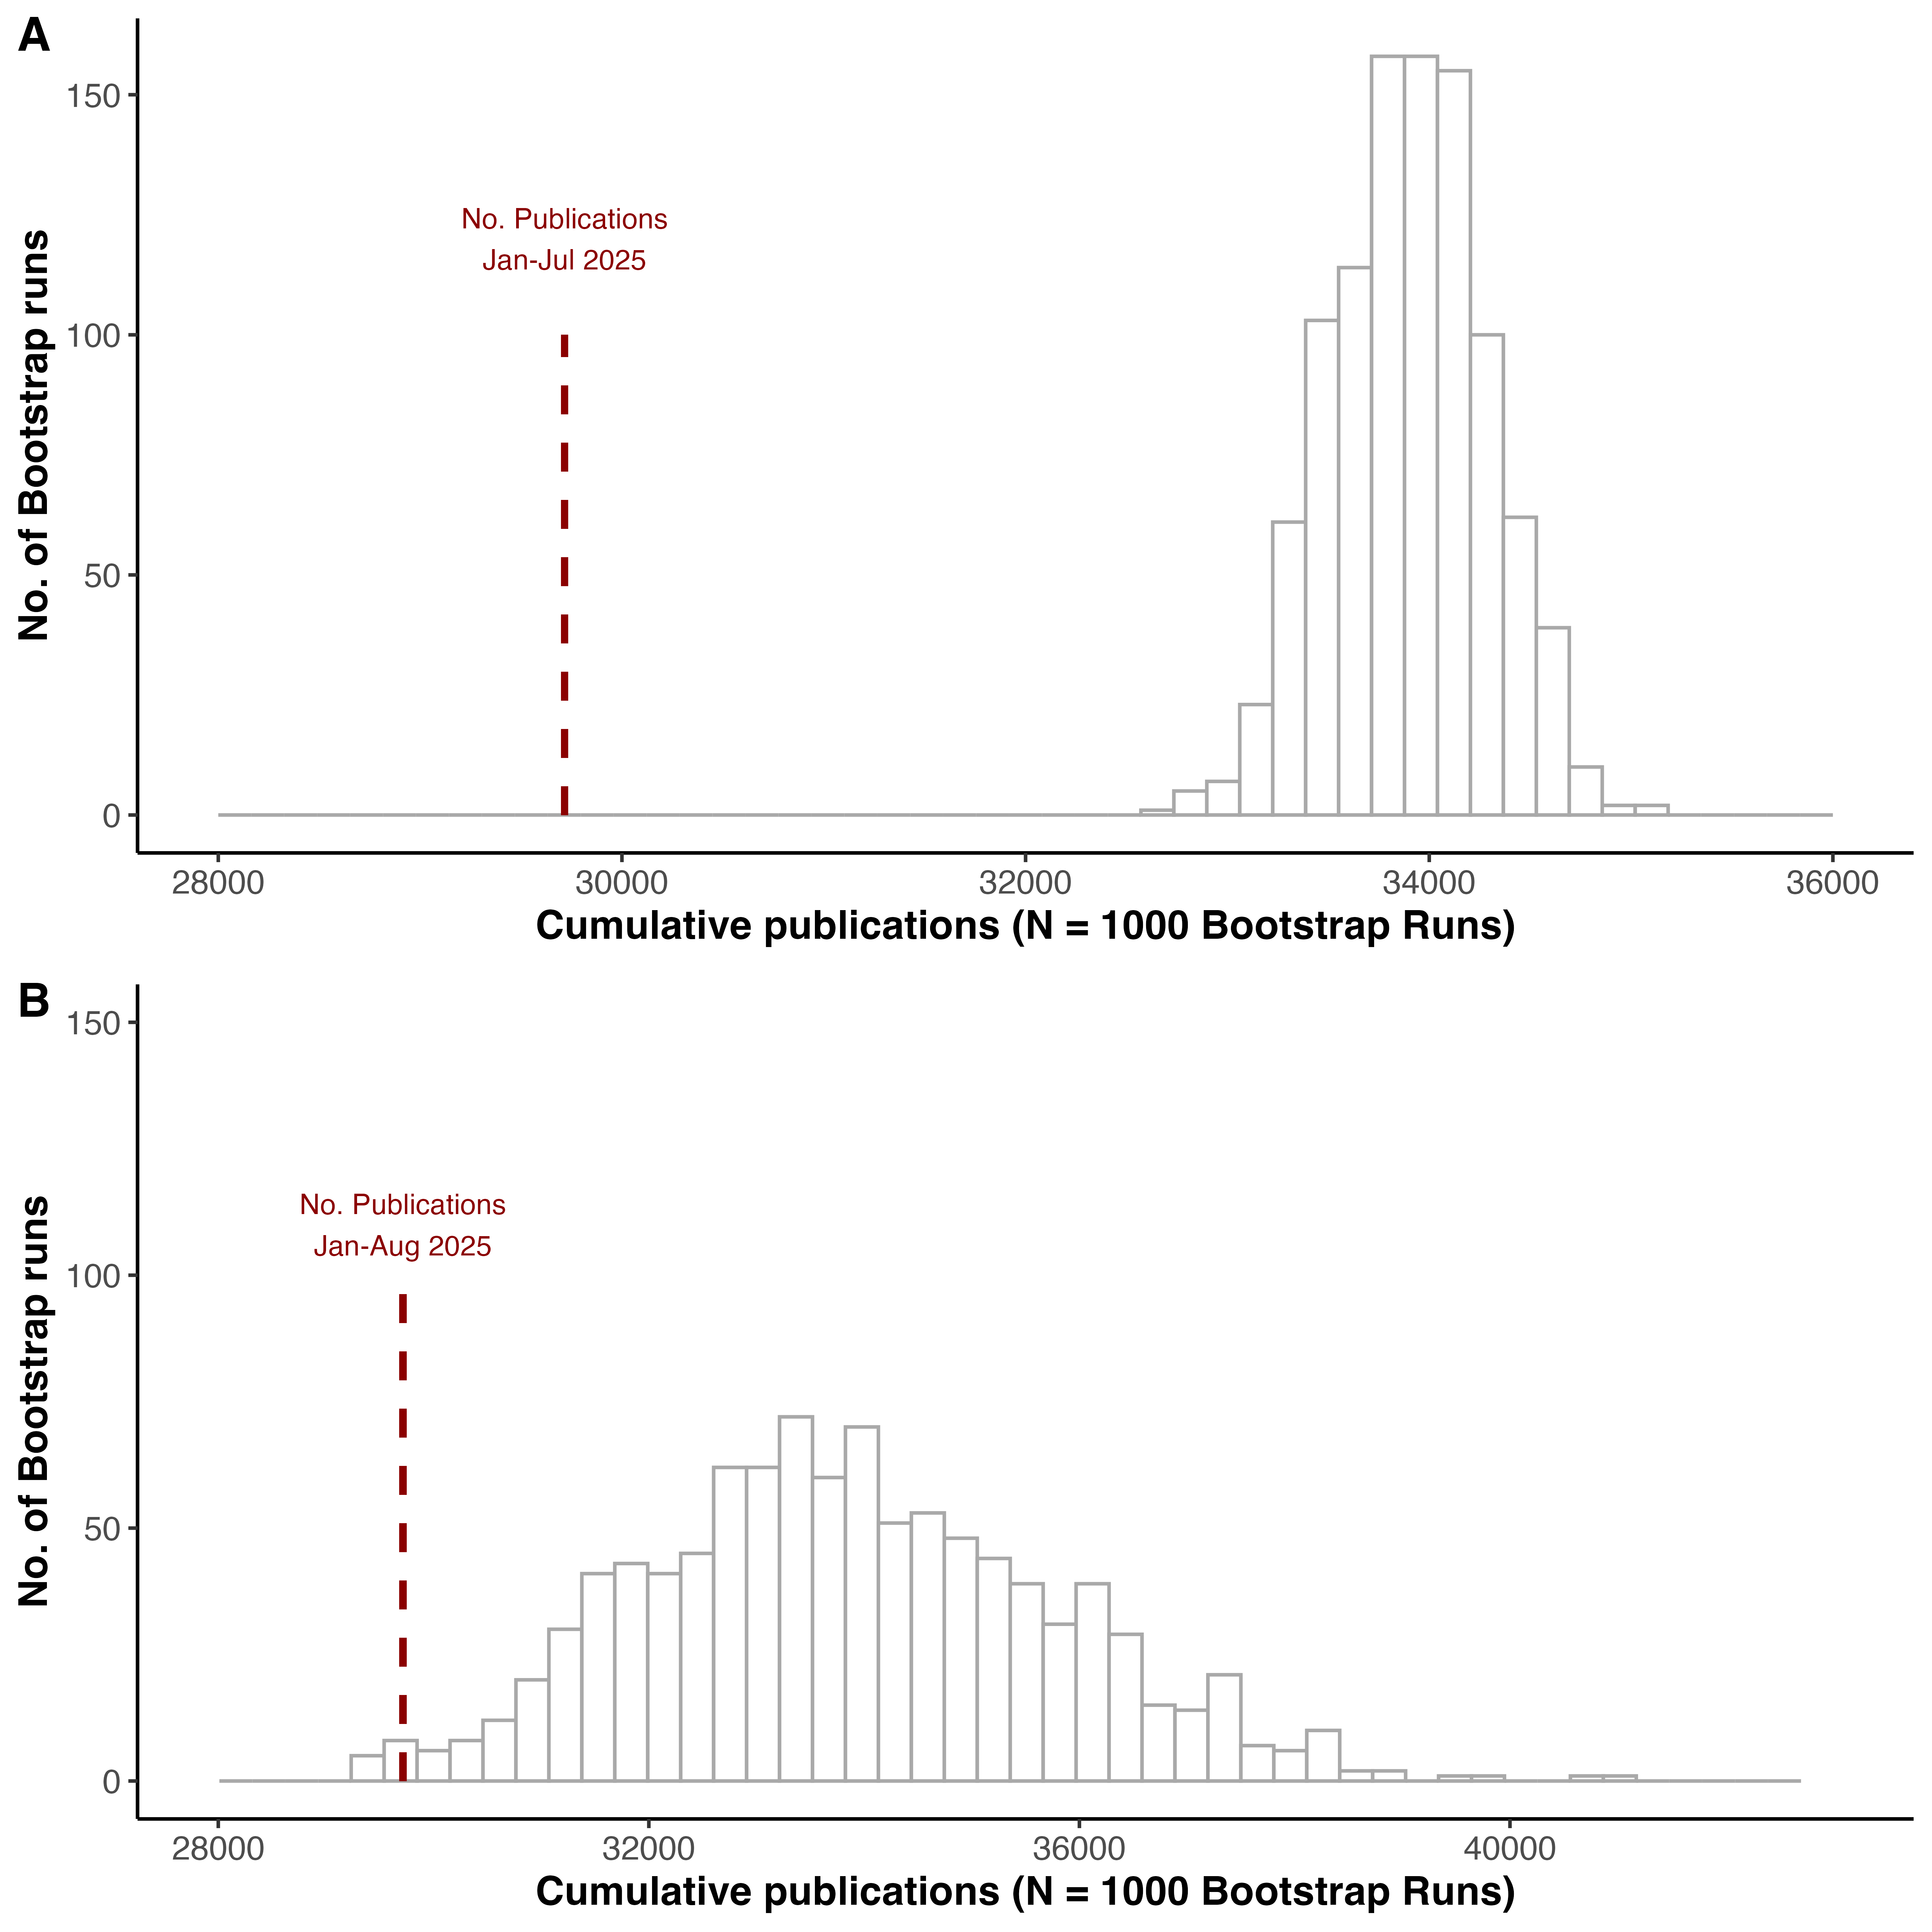 A
No. of Bootstrap runs
150
100
50
0
No. Publications
Jan-Jul 2025
28000 30000 32000 34000 36000
Cumulative publications (N = 1000 Bootstrap Runs)
B
No. of Bootstrap runs
150
100
50
0
No. Publications
Jan-Aug 2025
28000 32000 36000 40000
Cumulative publications (N = 1000 Bootstrap Runs)